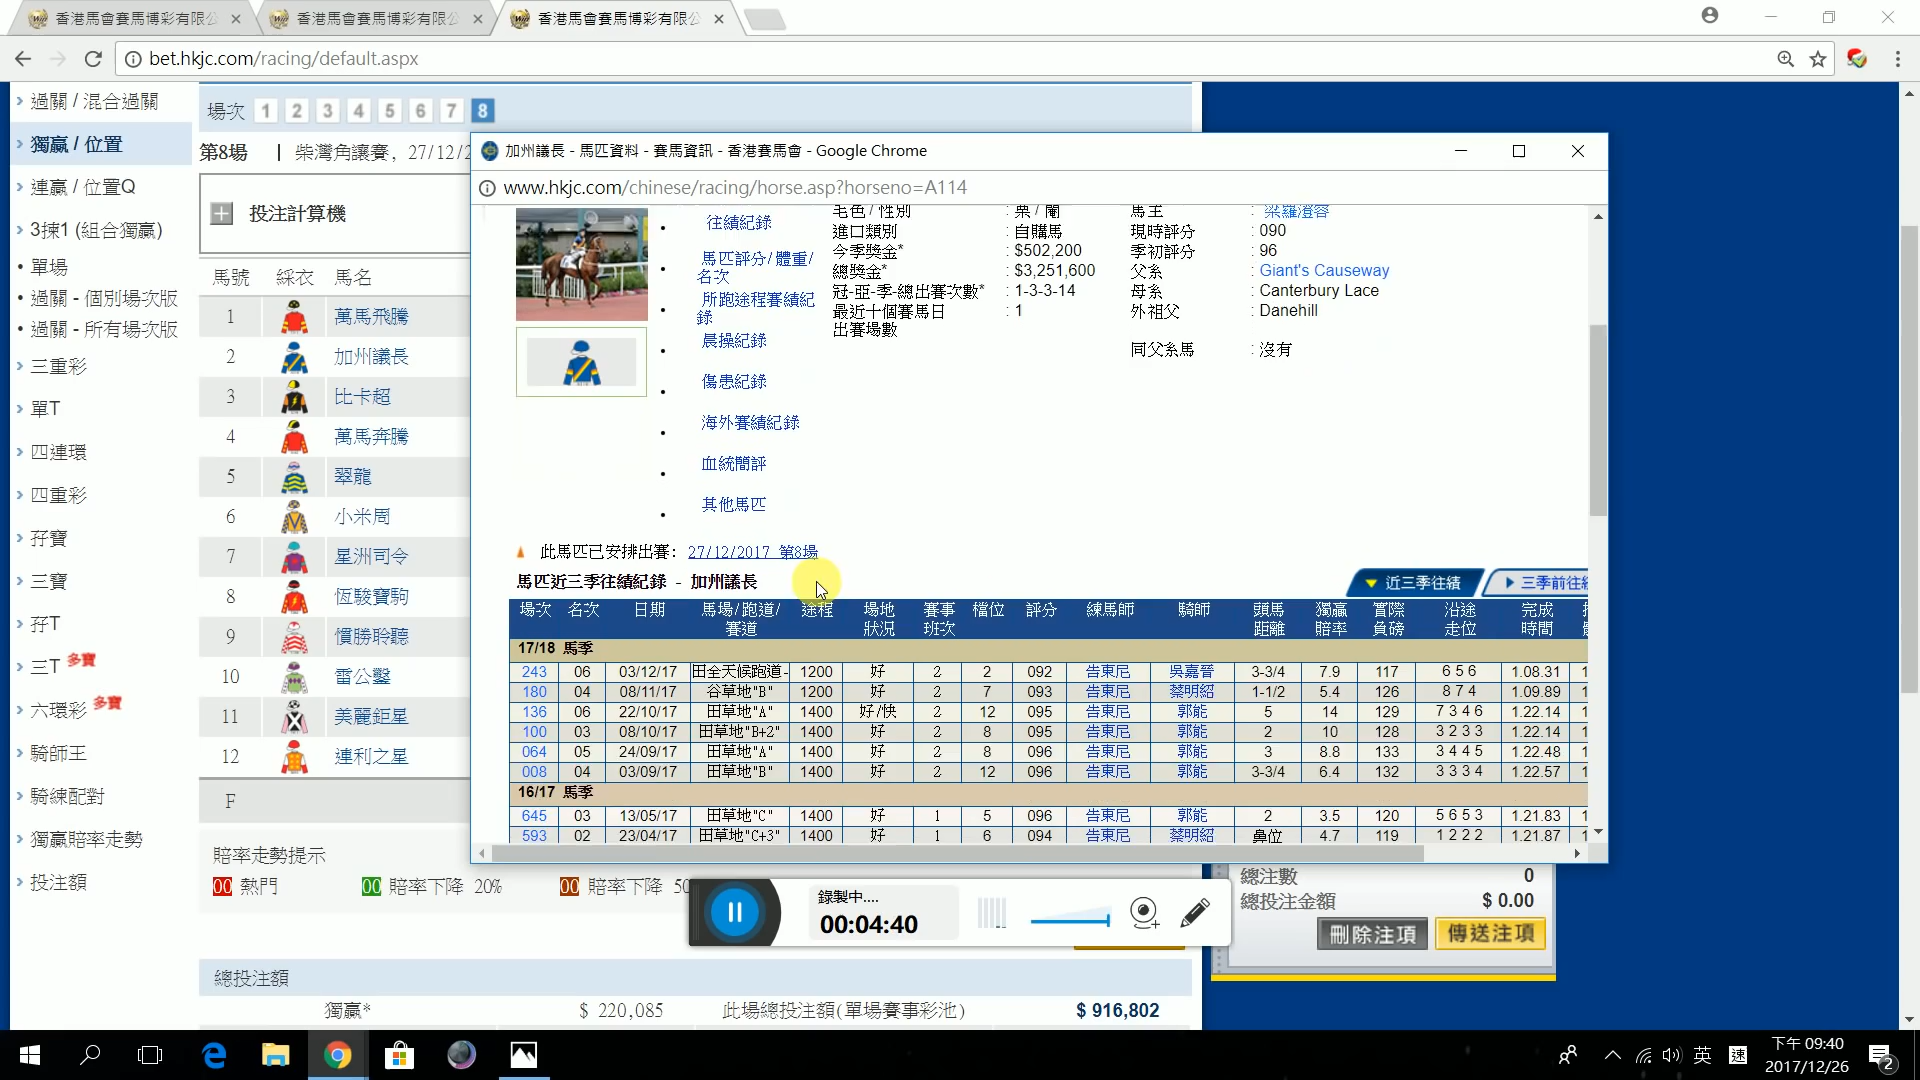 香港馬會賽馬博彩有限公
香港馬會賽馬博彩有限公
香港馬會賽馬博彩有限公
bet.hkjc.com/racing/default.aspx
過關 / 混合過關
獨贏 / 位置
連贏 / 位置Q
3揀1 (組合獨贏)
單場
過關 - 個別場次版
過關 - 所有場次版
三重彩
單T
四連環
四重彩
孖寶
三寶
孖T
三T 多寶
六環彩 多寶
騎師王
騎練配對
獨贏賠率走勢
投注額
場次 1 2 3 4 5 6 7 8
第8場 | 柴灣角讓賽, 27/12/2
投注計算機
馬號 綵衣 馬名
1 萬馬飛騰
2 加州議長
3 比卡超
4 萬馬奔騰
5 翠龍
6 小米周
7 星洲司令
8 恆駿寶駒
9 慣勝聆聽
10 雷公鑿
11 美麗鉅星
12 連利之星
F
賠率走勢提示
00 熱門 00 賠率下降 20% 00 賠率下降 50
總投注額
獨贏* $ 220,085 此場總投注額(單場賽事彩池) $ 916,802
加州議長 - 馬匹資料 - 賽馬資訊 - 香港賽馬會 - Google Chrome
www.hkjc.com/chinese/racing/horse.asp?horseno=A114
往績紀錄
馬匹評分/體重/
名次
所跑途程賽績紀
錄
晨操紀錄
傷患紀錄
海外賽績紀錄
血統簡評
其他馬匹
毛色 / 性別 : 栗 / 閹
進口類別 : 自購馬
今季獎金* : $502,200
總獎金* : $3,251,600
冠-亞-季-總出賽次數* : 1-3-3-14
最近十個賽馬日 : 1
出賽場數
馬主 : 梁羅澄蓉
現時評分 : 090
季初評分 : 96
父系 : Giant's Causeway
母系 : Canterbury Lace
外祖父 : Danehill
同父系馬 : 沒有
此馬匹已安排出賽: 27/12/2017 第8場
馬匹近三季往績紀錄 - 加州議長
近三季往績 三季前往績
場次 名次 日期 馬場/跑道/賽道 途程 場地狀況 賽事班次 檔位 評分 練馬師 騎師 頭馬距離 獨贏賠率 實際負磅 沿途走位 完成時間
17/18 馬季
243 06 03/12/17 田全天候跑道- 1200 好 2 2 092 告東尼 吳嘉晉 3-3/4 7.9 117 6 5 6 1.08.31 1
180 04 08/11/17 谷草地"B" 1200 好 2 7 093 告東尼 蔡明紹 1-1/2 5.4 126 8 7 4 1.09.89 1
136 06 22/10/17 田草地"A" 1400 好/快 2 12 095 告東尼 郭能 5 14 129 7 3 4 6 1.22.14 1
100 03 08/10/17 田草地"B+2" 1400 好 2 8 095 告東尼 郭能 2 10 128 3 2 3 3 1.22.14 1
064 05 24/09/17 田草地"A" 1400 好 2 8 096 告東尼 郭能 3 8.8 133 3 4 4 5 1.22.48 1
008 04 03/09/17 田草地"B" 1400 好 2 12 096 告東尼 郭能 3-3/4 6.4 132 3 3 3 4 1.22.57 1
16/17 馬季
645 03 13/05/17 田草地"C" 1400 好 1 5 096 告東尼 郭能 2 3.5 120 5 6 5 3 1.21.83 1
593 02 23/04/17 田草地"C+3" 1400 好 1 6 094 告東尼 蔡明紹 鼻位 4.7 119 1 2 2 2 1.21.87 1
錄製中....
00:04:40
總注數 0
總投注金額 $ 0.00
刪除注項 傳送注項
英 速
下午 09:40
2017/12/26
2